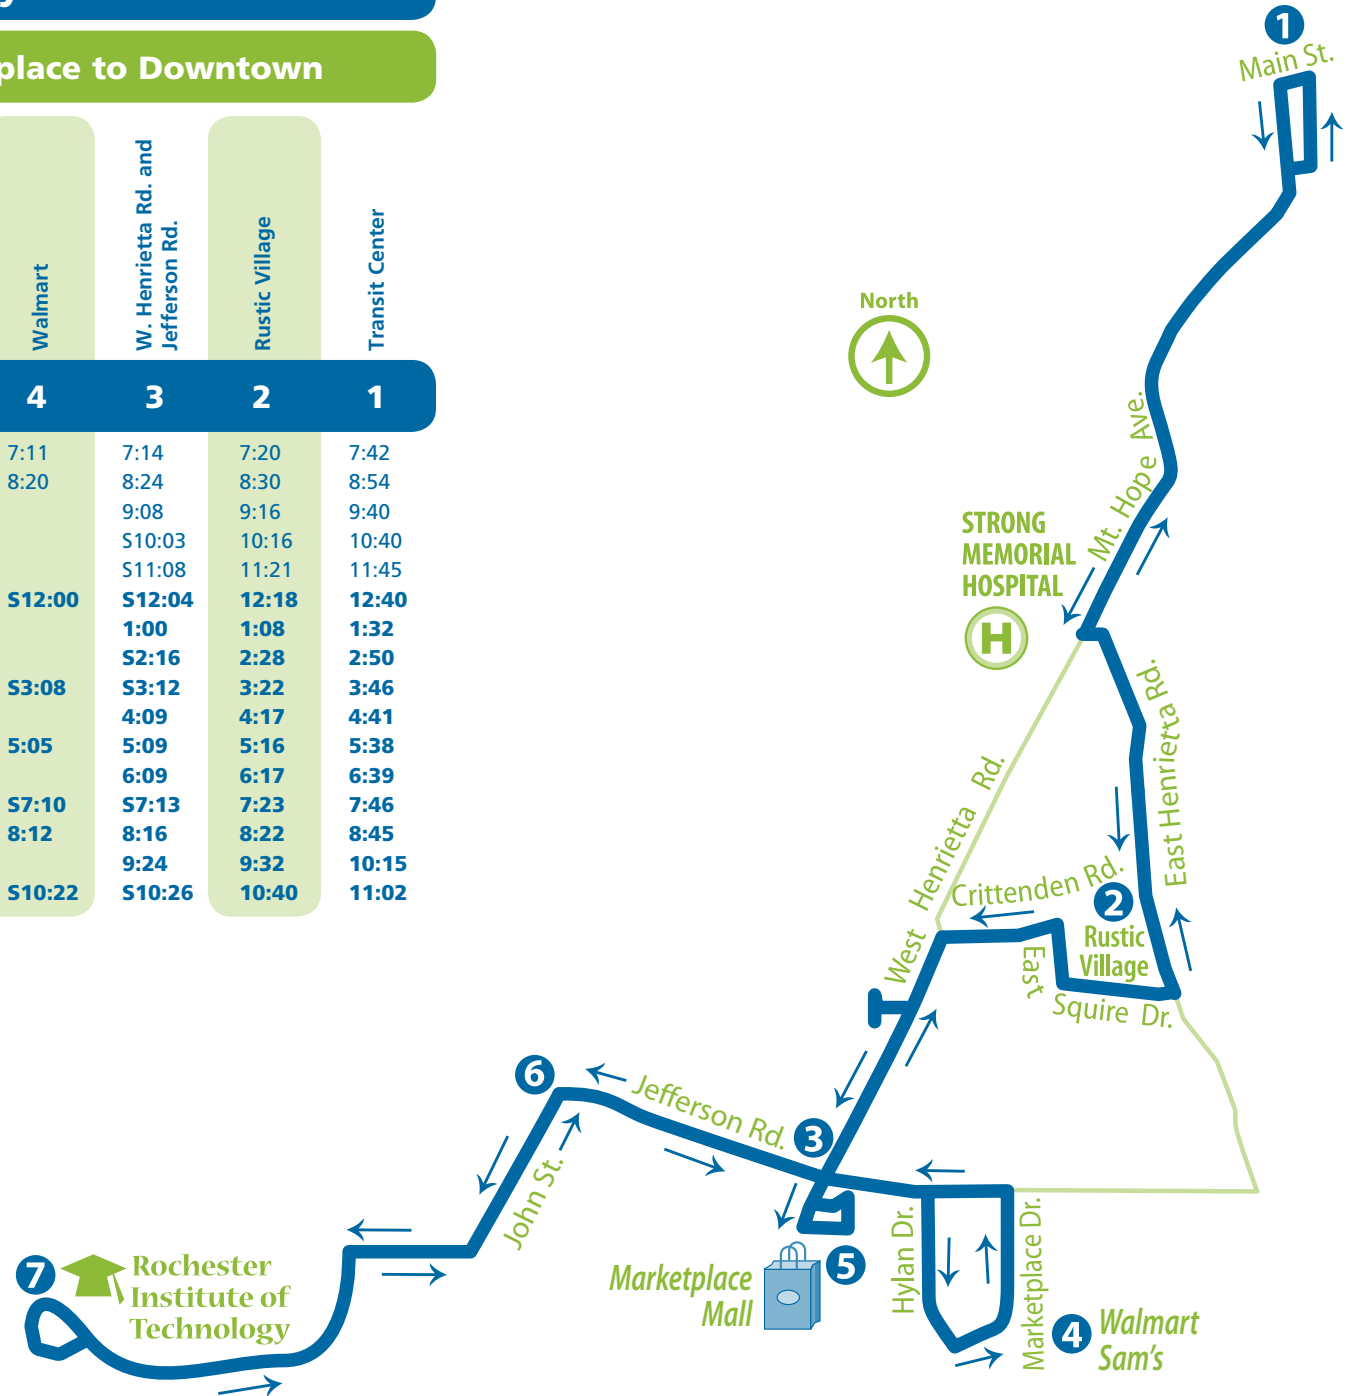 place to Downtown
Walmart
W. Henrietta Rd. and
Jefferson Rd.
Rustic Village
Transit Center
4 3 2 1
7:11 7:14 7:20 7:42
8:20 8:24 8:30 8:54
9:08 9:16 9:40
S10:03 10:16 10:40
S11:08 11:21 11:45
S12:00 S12:04 12:18 12:40
1:00 1:08 1:32
S2:16 2:28 2:50
S3:08 S3:12 3:22 3:46
4:09 4:17 4:41
5:05 5:09 5:16 5:38
6:09 6:17 6:39
S7:10 S7:13 7:23 7:46
8:12 8:16 8:22 8:45
9:24 9:32 10:15
S10:22 S10:26 10:40 11:02
1
Main St.
North
Mt. Hope Ave.
STRONG
MEMORIAL
HOSPITAL
H
East Henrietta Rd.
West Henrietta Rd.
Crittenden Rd.
2
Rustic
Village
East
Squire Dr.
6
Jefferson Rd.
3
John St.
7
Rochester
Institute of
Technology
Marketplace
Mall
5
Hylan Dr.
Marketplace Dr.
4
Walmart
Sam's